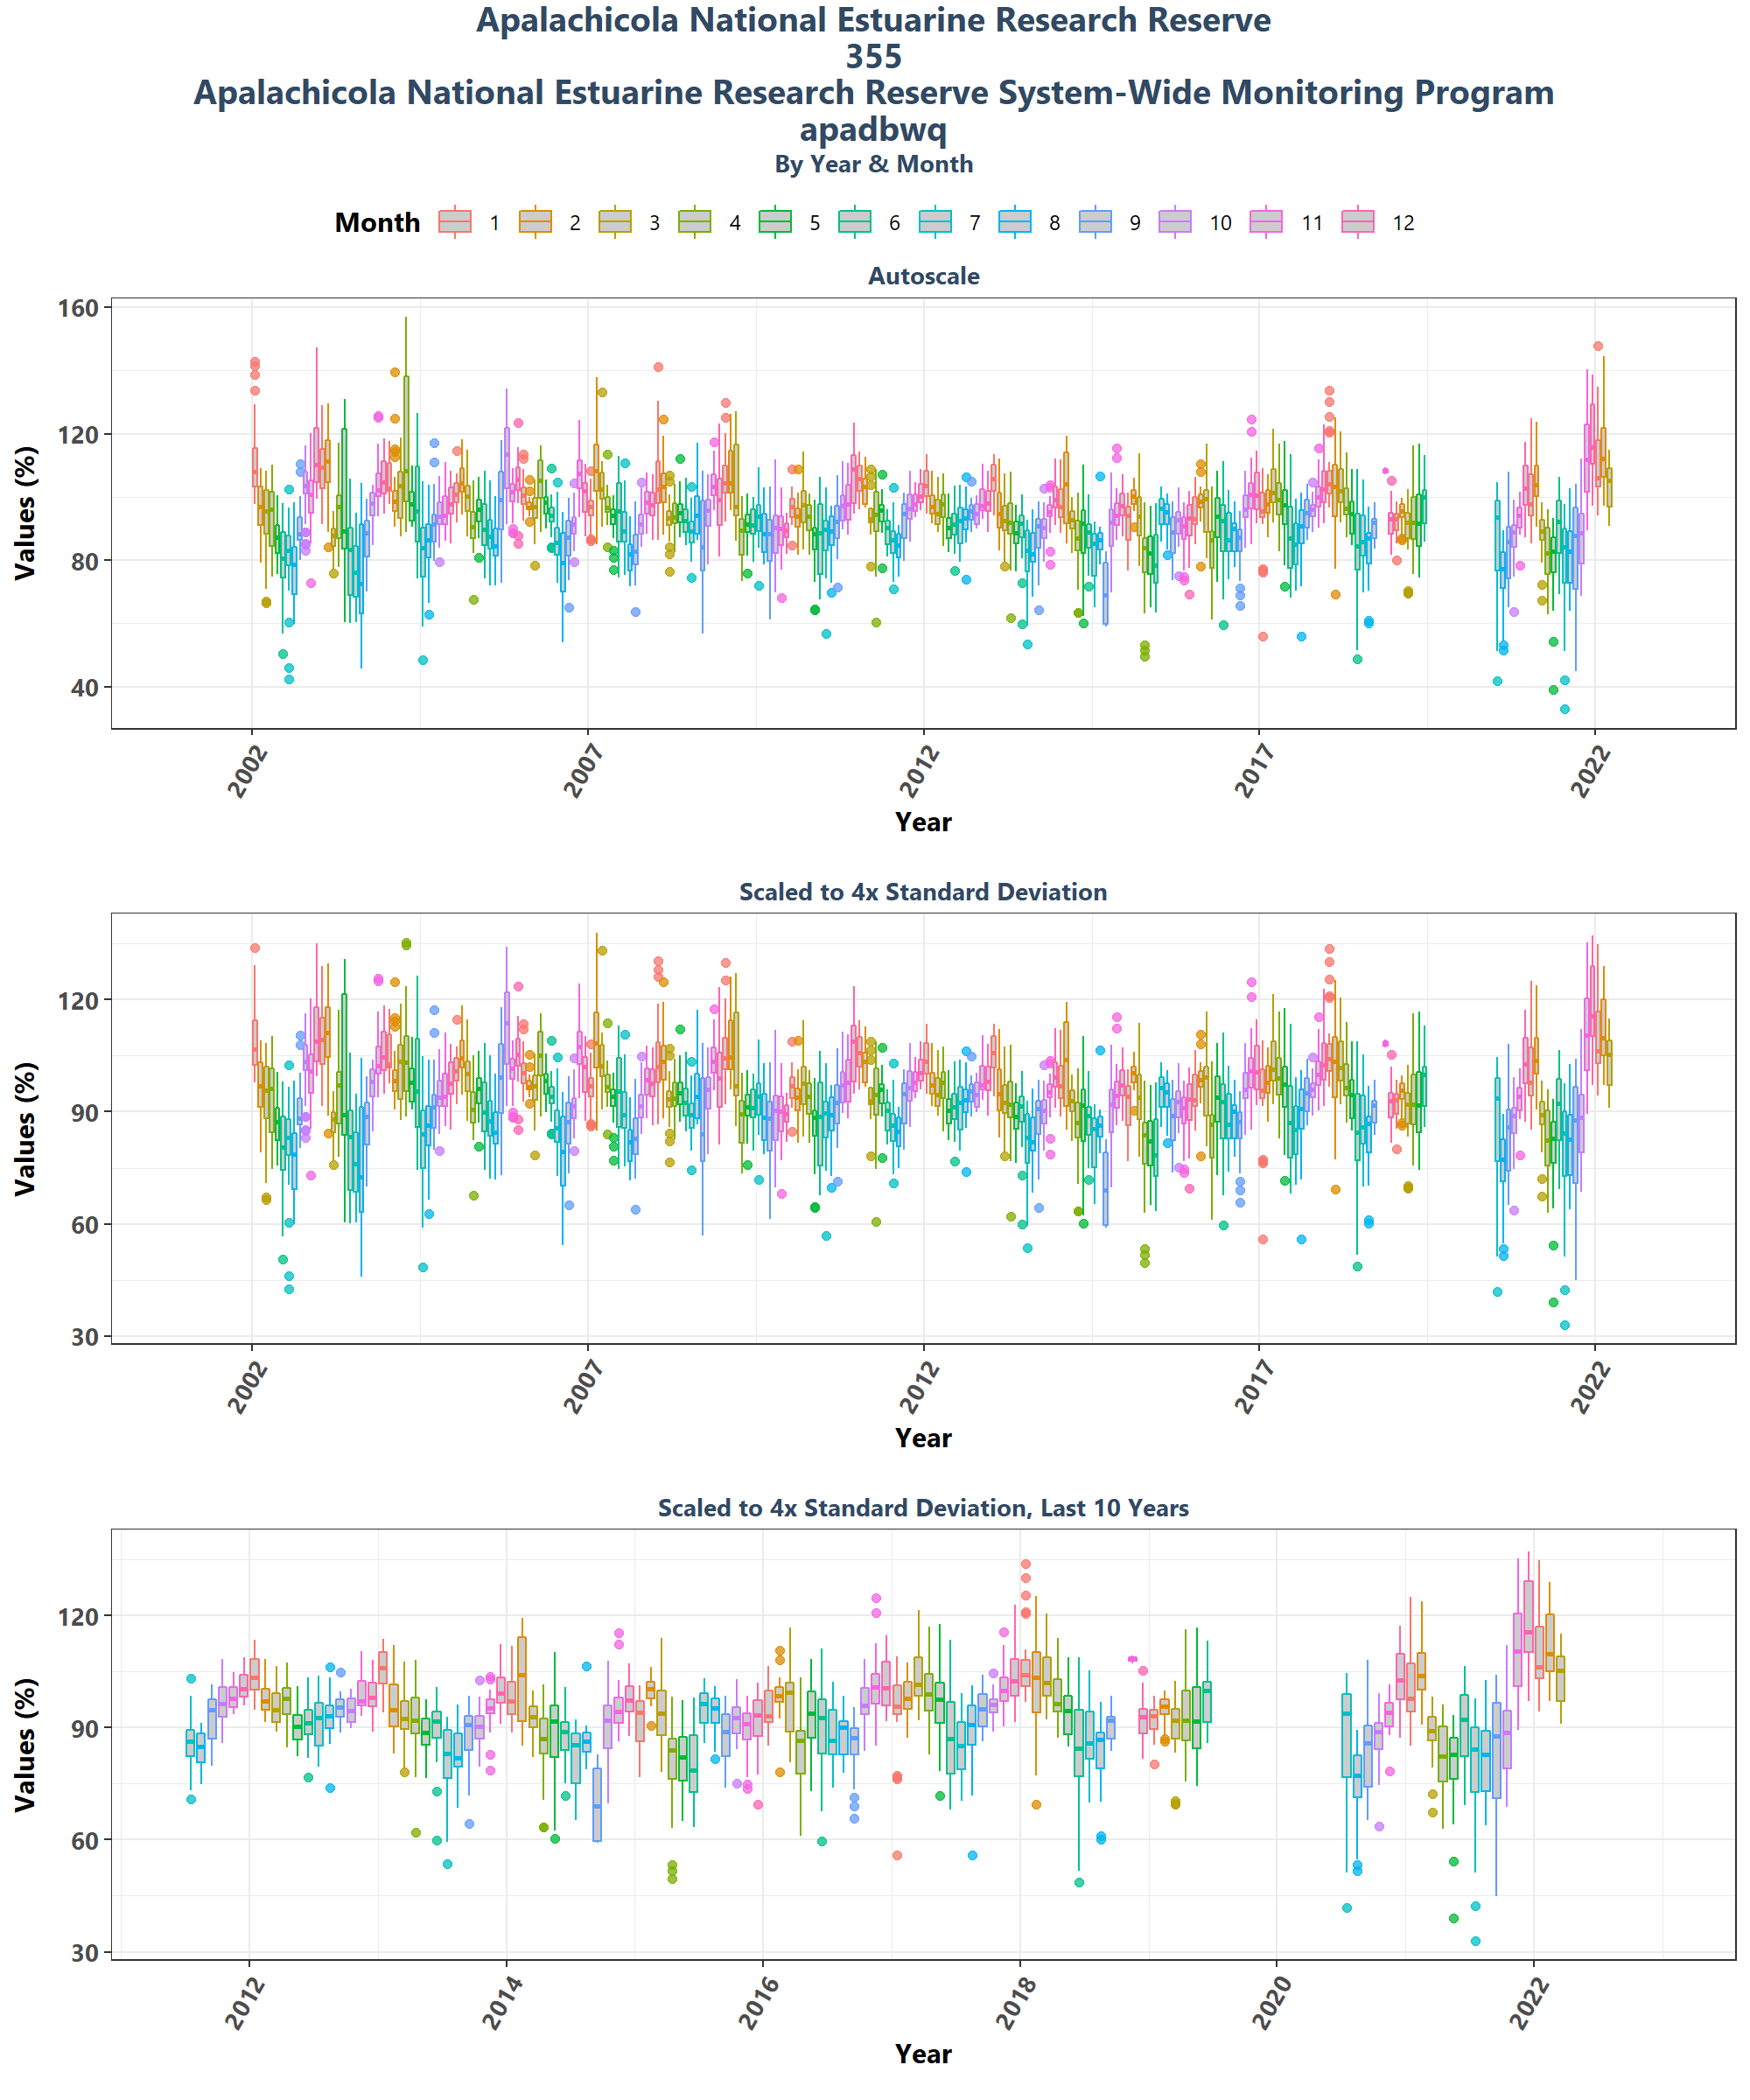 Apalachicola National Estuarine Research Reserve
355
Apalachicola National Estuarine Research Reserve System-Wide Monitoring Program
apadbwq
By Year & Month
Month 1 2 3 4 5 6 7 8 9 10 11 12
Autoscale
Values (%)
160
120
80
40
2002 2007 2012 2017 2022
Year
Scaled to 4x Standard Deviation
Values (%)
120
90
60
30
2002 2007 2012 2017 2022
Year
Scaled to 4x Standard Deviation, Last 10 Years
Values (%)
120
90
60
30
2012 2014 2016 2018 2020 2022
Year